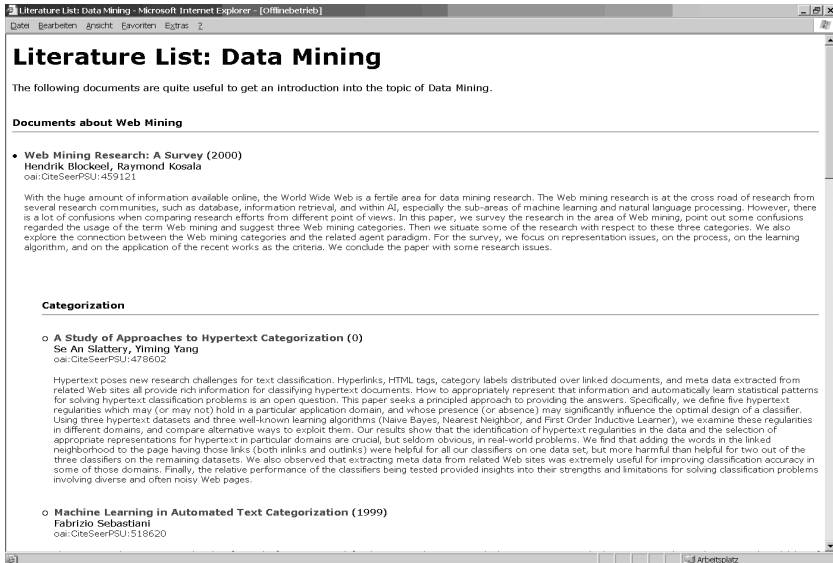 Literature List: Data Mining - Microsoft Internet Explorer - [Offlinebetrieb]
Datei Bearbeiten Ansicht Favoriten Extras ?
Literature List: Data Mining
The following documents are quite useful to get an introduction into the topic of Data Mining.
Documents about Web Mining
• Web Mining Research: A Survey (2000)
Hendrik Blockeel, Raymond Kosala
oai:CiteSeerPSU:459121
With the huge amount of information available online, the World Wide Web is a fertile area for data mining research. The Web mining research is at the cross road of research from
several research communities, such as database, information retrieval, and within AI, especially the sub-areas of machine learning and natural language processing. However, there
is a lot of confusions when comparing research efforts from different point of views. In this paper, we survey the research in the area of Web mining, point out some confusions
regarded the usage of the term Web mining and suggest three Web mining categories. Then we situate some of the research with respect to these three categories. We also
explore the connection between the Web mining categories and the related agent paradigm. For the survey, we focus on representation issues, on the process, on the learning
algorithm, and on the application of the recent works as the criteria. We conclude the paper with some research issues.
Categorization
o A Study of Approaches to Hypertext Categorization (0)
Se An Slattery, Yiming Yang
oai:CiteSeerPSU:478602
Hypertext poses new research challenges for text classification. Hyperlinks, HTML tags, category labels distributed over linked documents, and meta data extracted from
related Web sites all provide rich information for classifying hypertext documents. How to appropriately represent that information and automatically learn statistical patterns
for solving hypertext classification problems is an open question. This paper seeks a principled approach to providing the answers. Specifically, we define five hypertext
regularities which may (or may not) hold in a particular application domain, and whose presence (or absence) may significantly influence the optimal design of a classifier.
Using three hypertext datasets and three well-known learning algorithms (Naive Bayes, Nearest Neighbor, and First Order Inductive Learner), we examine these regularities
in different domains, and compare alternative ways to exploit them. Our results show that the identification of hypertext regularities in the data and the selection of
appropriate representations for hypertext in particular domains are crucial, but seldom obvious, in real-world problems. We find that adding the words in the linked
neighborhood to the page having those links (both inlinks and outlinks) were helpful for all our classifiers on one data set, but more harmful than helpful for two out of the
three classifiers on the remaining datasets. We also observed that extracting meta data from related Web sites was extremely useful for improving classification accuracy in
some of those domains. Finally, the relative performance of the classifiers being tested provided insights into their strengths and limitations for solving classification problems
involving diverse and often noisy Web pages.
o Machine Learning in Automated Text Categorization (1999)
Fabrizio Sebastiani
oai:CiteSeerPSU:518620
Arbeitsplatz